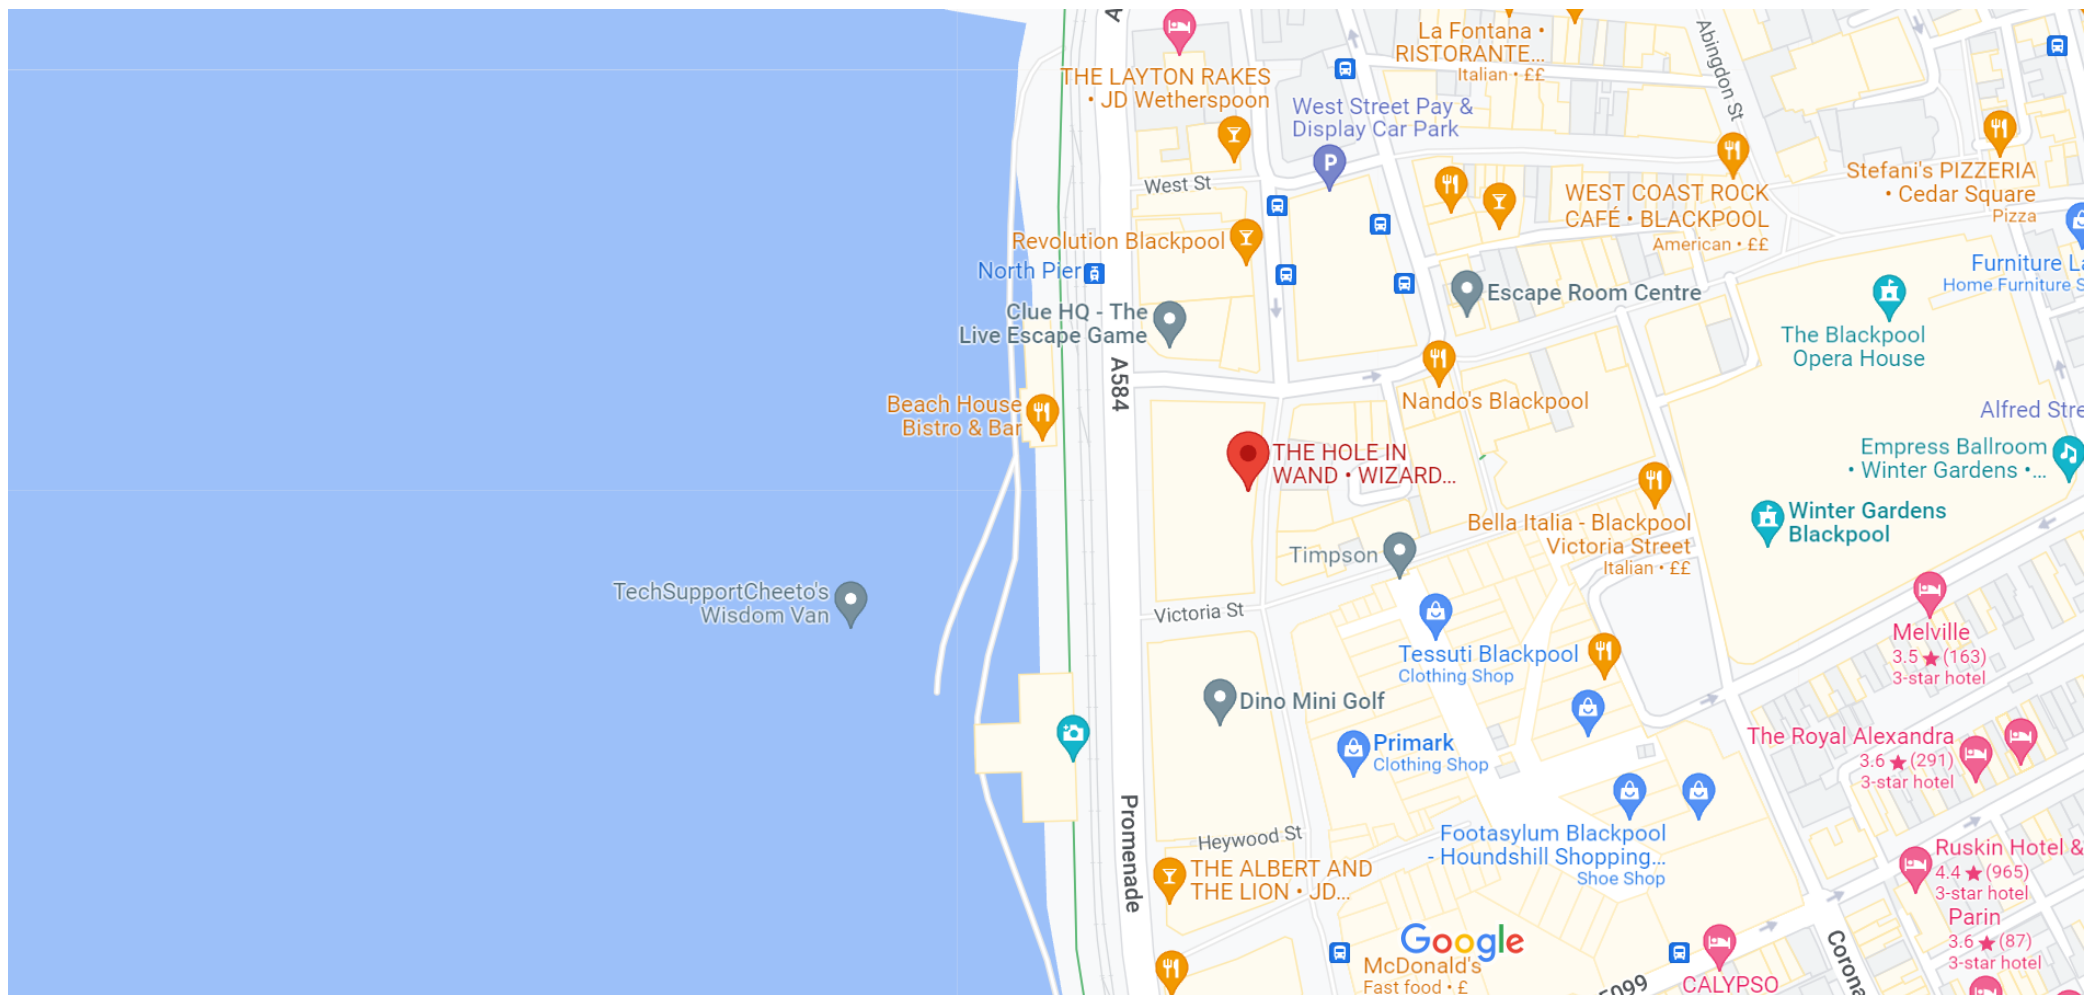 La Fontana •
RISTORANTE...
Italian • ££
Abingdon St
THE LAYTON RAKES
• JD Wetherspoon
West Street Pay &
Display Car Park
P
West St
WEST COAST ROCK
CAFÉ • BLACKPOOL
American • ££
Stefani's PIZZERIA
• Cedar Square
Pizza
Revolution Blackpool
North Pier
Furniture La
Home Furniture S
Clue HQ - The
Live Escape Game
Escape Room Centre
The Blackpool
Opera House
A584
Beach House
Bistro & Bar
Nando's Blackpool
Alfred Stre
THE HOLE IN
WAND • WIZARD...
Empress Ballroom
• Winter Gardens •...
Winter Gardens
Blackpool
Bella Italia - Blackpool
Victoria Street
Italian • ££
Timpson
TechSupportCheeto's
Wisdom Van
Victoria St
Melville
3.5 ★ (163)
3-star hotel
Tessuti Blackpool
Clothing Shop
Dino Mini Golf
Primark
Clothing Shop
The Royal Alexandra
3.6 ★ (291)
3-star hotel
Promenade
Heywood St
Footasylum Blackpool
- Houndshill Shopping...
Shoe Shop
THE ALBERT AND
THE LION • JD...
Ruskin Hotel &
4.4 ★ (965)
3-star hotel
Parin
3.6 ★ (87)
3-star hotel
Google
McDonald's
Fast food • £
CALYPSO
Corona